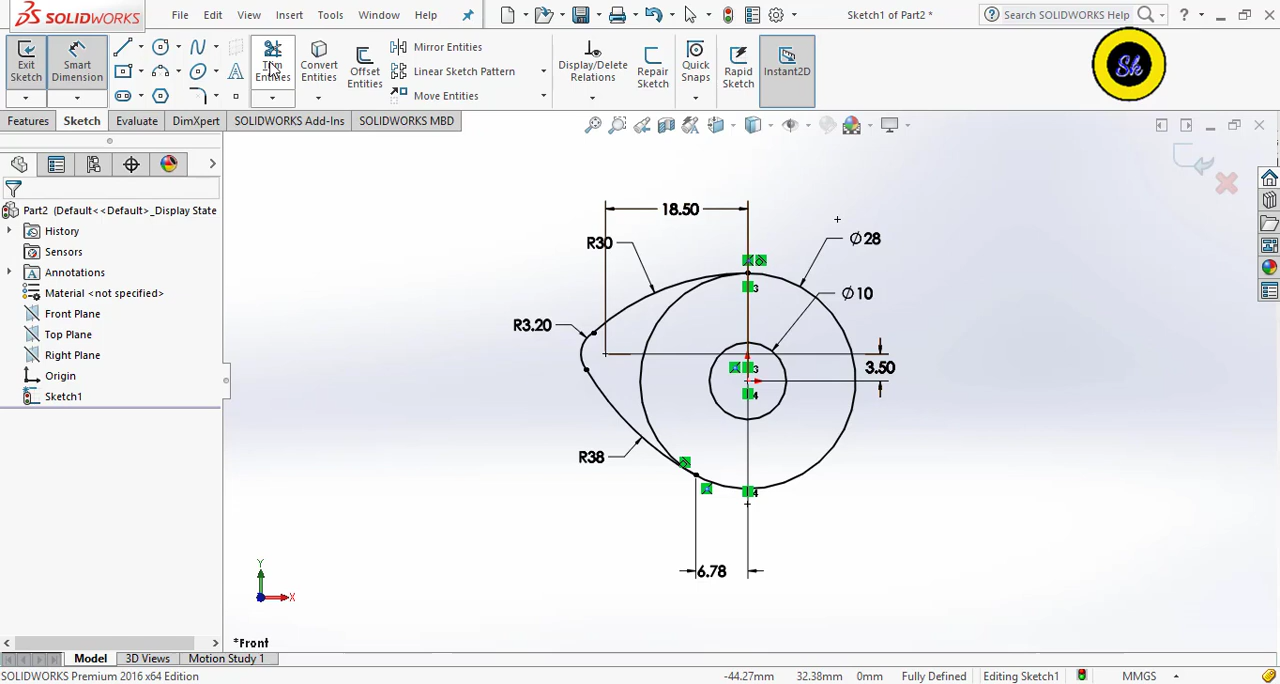 SOLIDWORKS
File Edit View Insert Tools Window Help
Sketch1 of Part2 *
Search SOLIDWORKS Help
?
Exit Sketch
Smart Dimension
Trim Entities
Convert Entities
Offset Entities
Mirror Entities
Linear Sketch Pattern
Move Entities
Display/Delete Relations
Repair Sketch
Quick Snaps
Rapid Sketch
Instant2D
Sk
Features Sketch Evaluate DimXpert SOLIDWORKS Add-Ins SOLIDWORKS MBD
Part2 (Default<<Default>_Display State
History
Sensors
Annotations
Material <not specified>
Front Plane
Top Plane
Right Plane
Origin
Sketch1
18.50
R30
Ø28
3
Ø10
R3.20
3
3.50
4
R38
4
6.78
Y
X
*Front
Model 3D Views Motion Study 1
SOLIDWORKS Premium 2016 x64 Edition
-44.27mm 32.38mm 0mm Fully Defined Editing Sketch1 MMGS